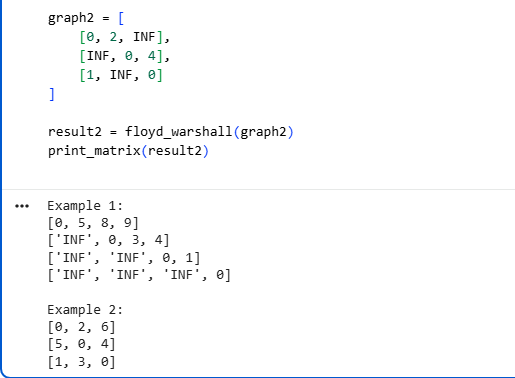 graph2 = [
    [0, 2, INF],
    [INF, 0, 4],
    [1, INF, 0]
]
result2 = floyd_warshall(graph2)
print_matrix(result2)
Example 1:
[0, 5, 8, 9]
['INF', 0, 3, 4]
['INF', 'INF', 0, 1]
['INF', 'INF', 'INF', 0]
Example 2:
[0, 2, 6]
[5, 0, 4]
[1, 3, 0]